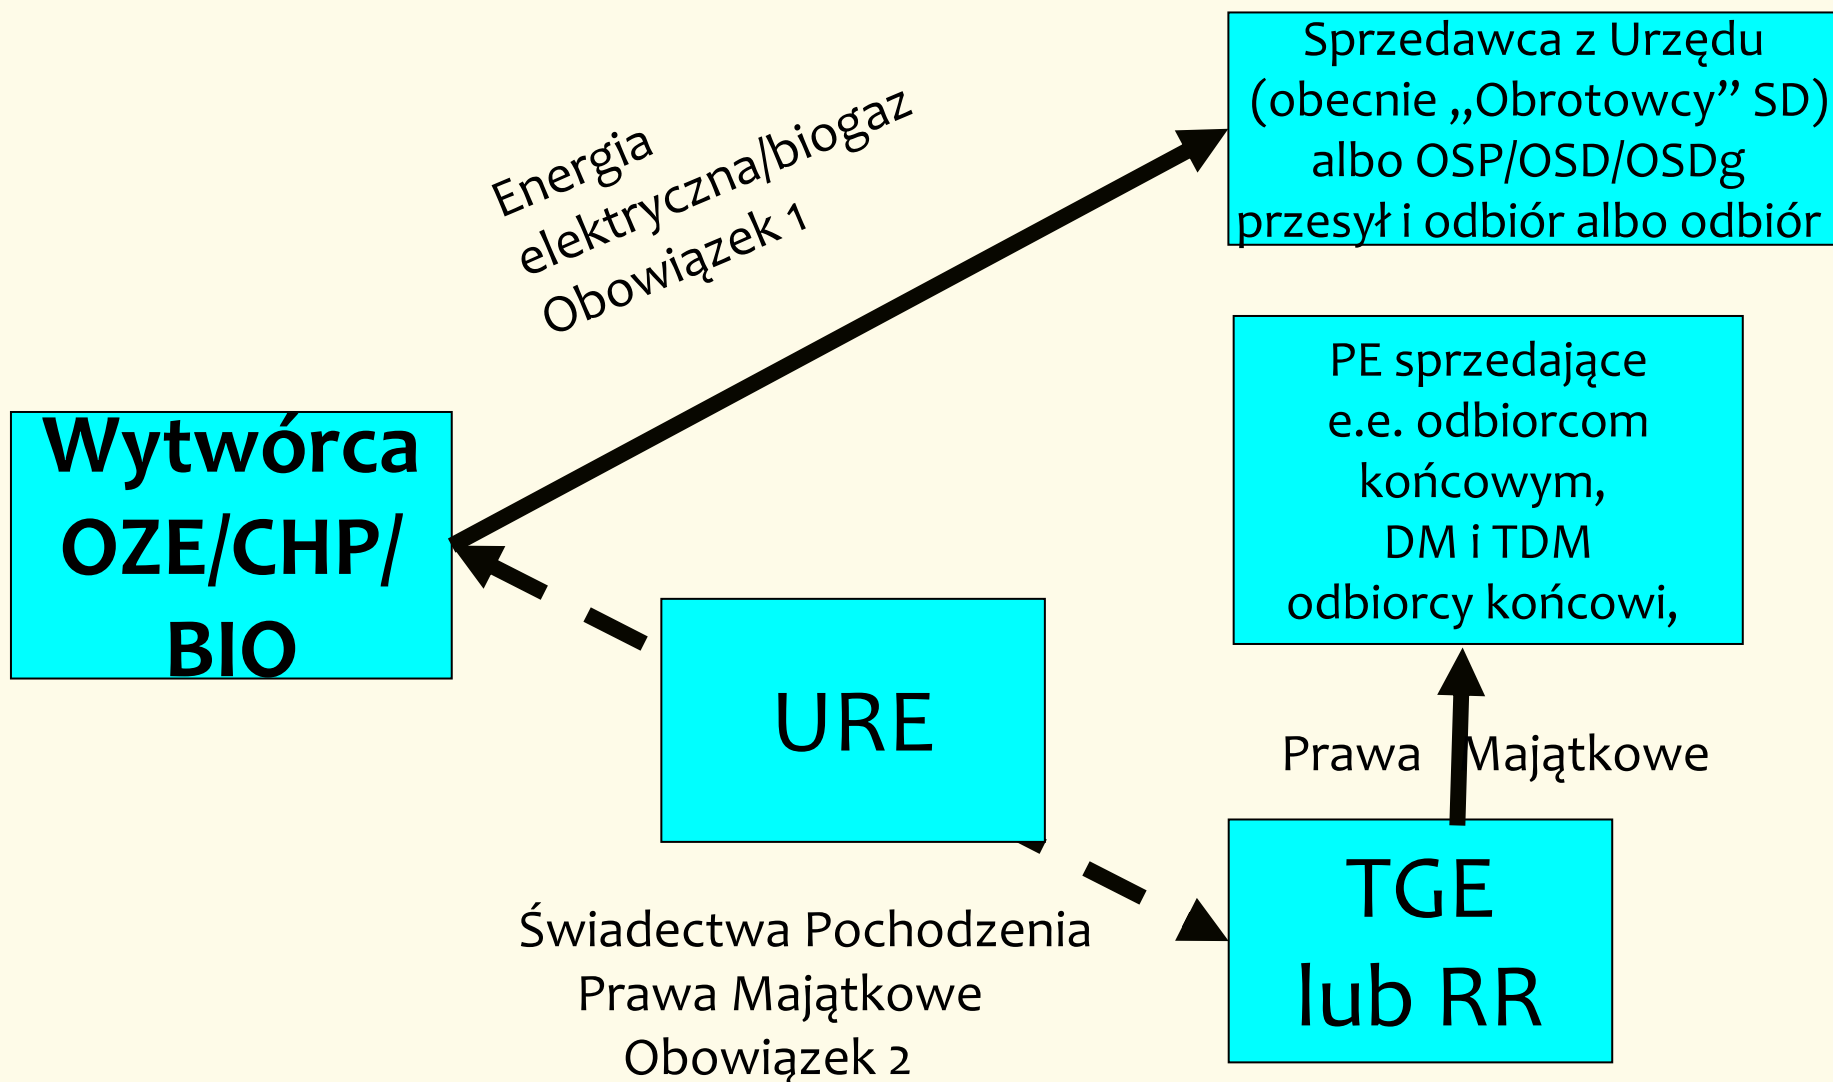 Sprzedawca z Urzędu
(obecnie „Obrotowcy” SD)
albo OSP/OSD/OSDg
przesył i odbiór albo odbiór
Energia
elektryczna/biogaz
Obowiązek 1
PE sprzedające
e.e. odbiorcom
końcowym,
DM i TDM
odbiorcy końcowi,
Wytwórca
OZE/CHP/
BIO
URE
Prawa Majątkowe
TGE
lub RR
Świadectwa Pochodzenia
Prawa Majątkowe
Obowiązek 2